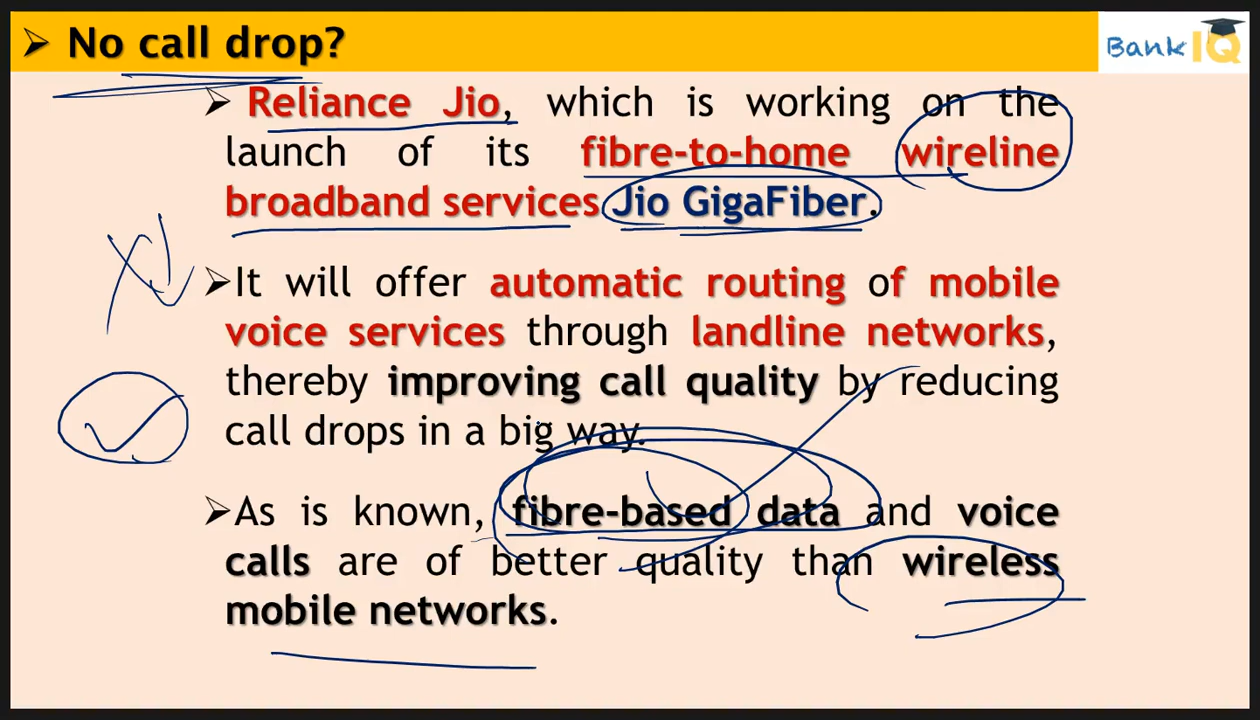 ➢ No call drop?
Bank IQ
➢ Reliance Jio, which is working on the
launch of its fibre-to-home wireline
broadband services Jio GigaFiber.
➢It will offer automatic routing of mobile
voice services through landline networks,
thereby improving call quality by reducing
call drops in a big way.
➢As is known, fibre-based data and voice
calls are of better quality than wireless
mobile networks.